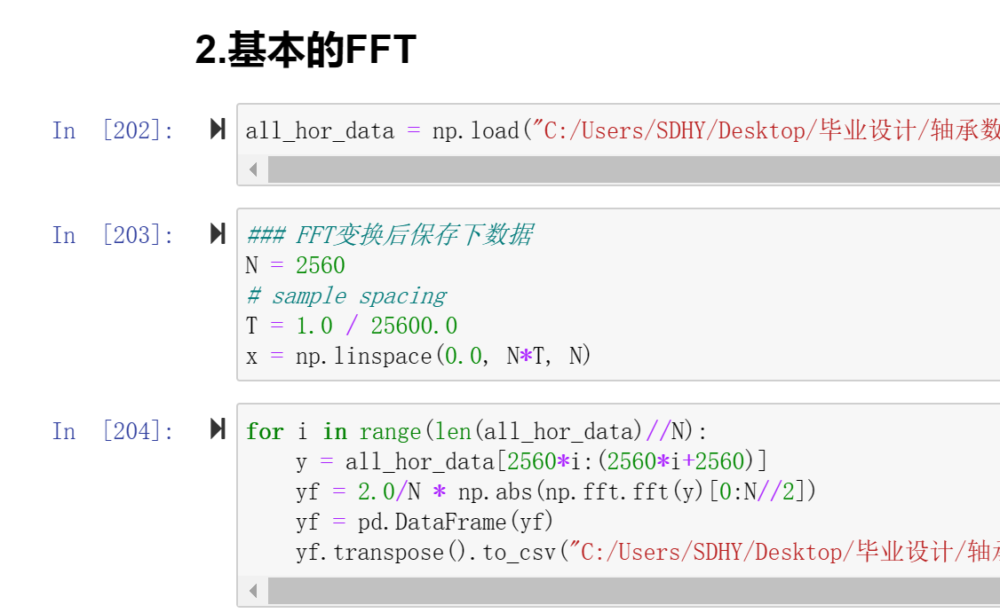 2.基本的FFT
In [202]:
all_hor_data = np.load("C:/Users/SDHY/Desktop/毕业设计/轴承数
In [203]:
### FFT变换后保存下数据
N = 2560
# sample spacing
T = 1.0 / 25600.0
x = np.linspace(0.0, N*T, N)
In [204]:
for i in range(len(all_hor_data)//N):
    y = all_hor_data[2560*i:(2560*i+2560)]
    yf = 2.0/N * np.abs(np.fft.fft(y)[0:N//2])
    yf = pd.DataFrame(yf)
    yf.transpose().to_csv("C:/Users/SDHY/Desktop/毕业设计/轴